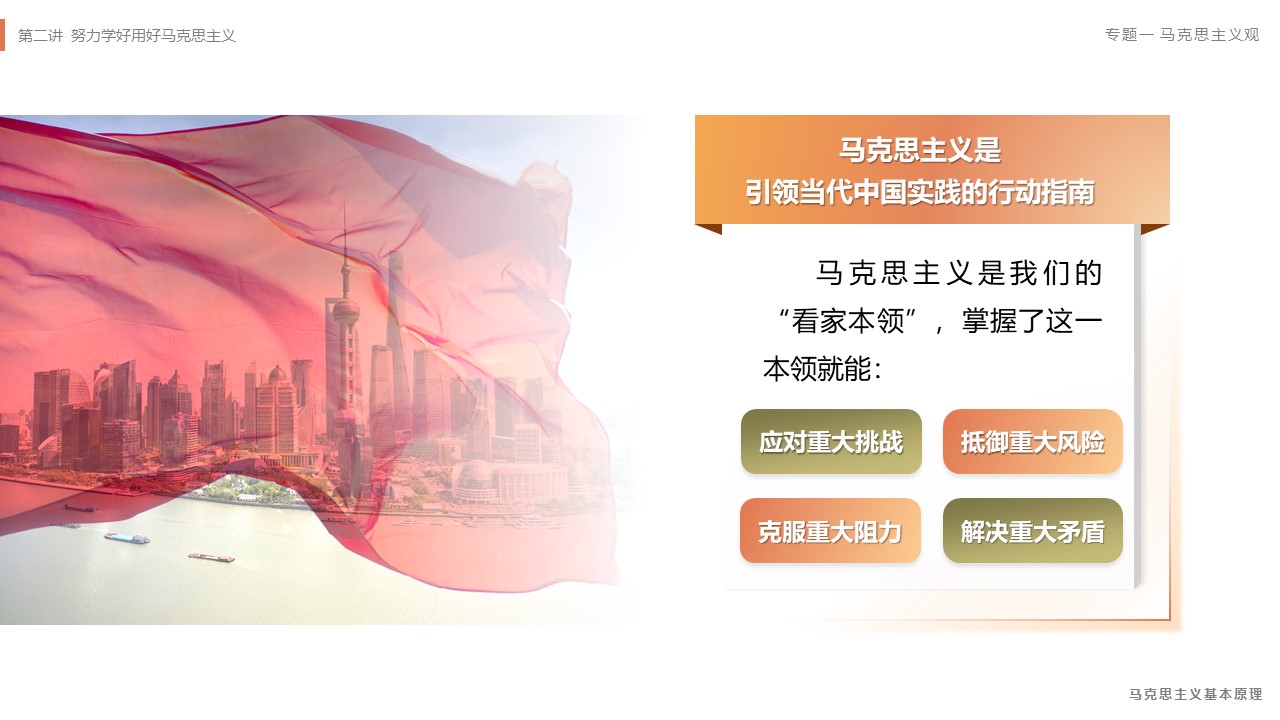 第二讲 努力学好用好马克思主义
专题一 马克思主义观
马克思主义是
引领当代中国实践的行动指南
马克思主义是我们的
“看家本领”，掌握了这一
本领就能：
应对重大挑战
抵御重大风险
克服重大阻力
解决重大矛盾
马克思主义基本原理